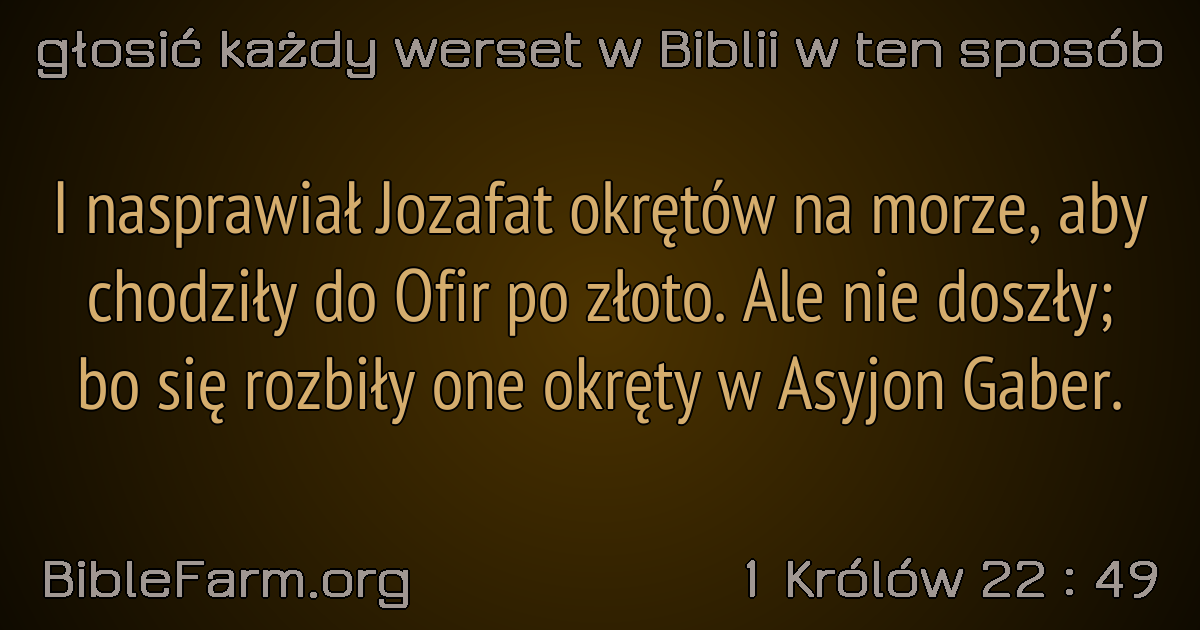 głosić każdy werset w Biblii w ten sposób
I nasprawiał Jozafat okrętów na morze, aby
chodziły do Ofir po złoto. Ale nie doszły;
bo się rozbiły one okręty w Asyjon Gaber.
BibleFarm.org
1 Królów 22 : 49